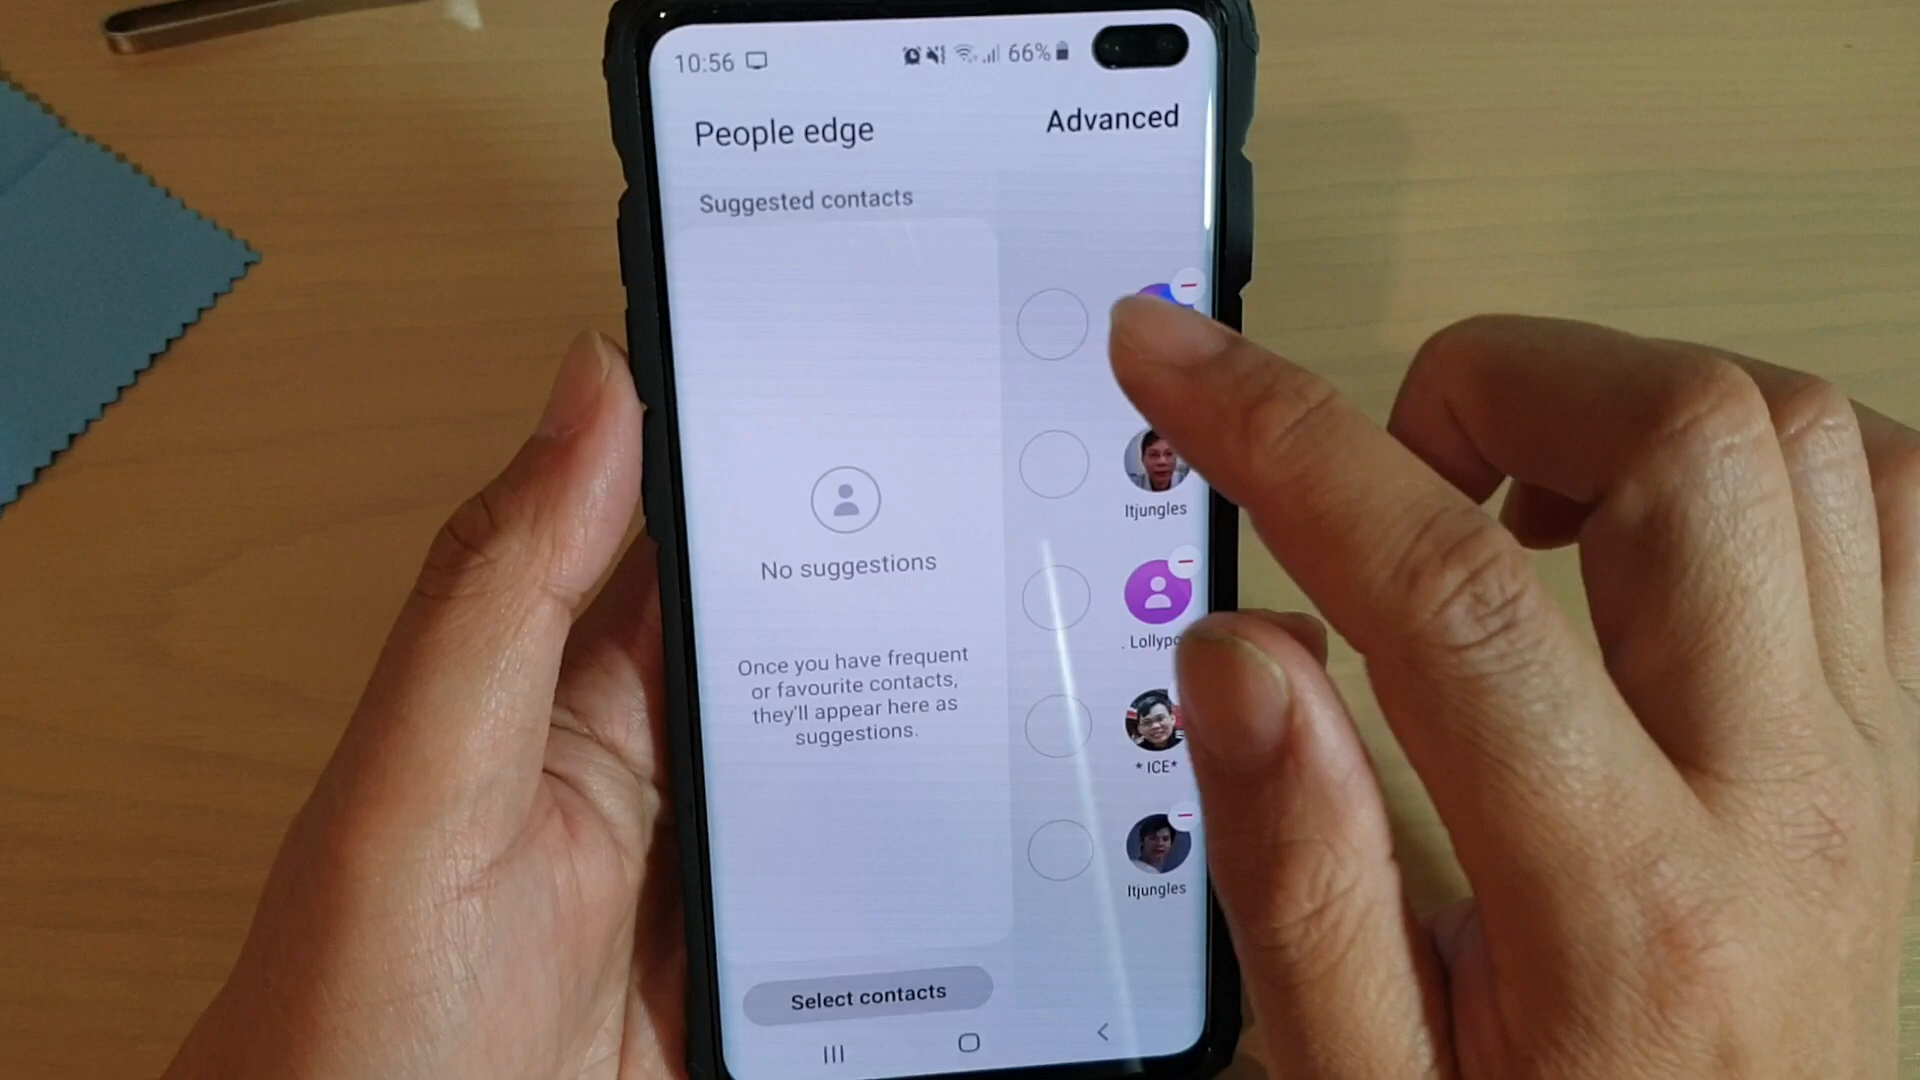 10:56 66%
People edge Advanced
Suggested contacts
Itjungles
No suggestions
. Lollypo
Once you have frequent
or favourite contacts,
they'll appear here as
suggestions.
* ICE*
Itjungles
Select contacts